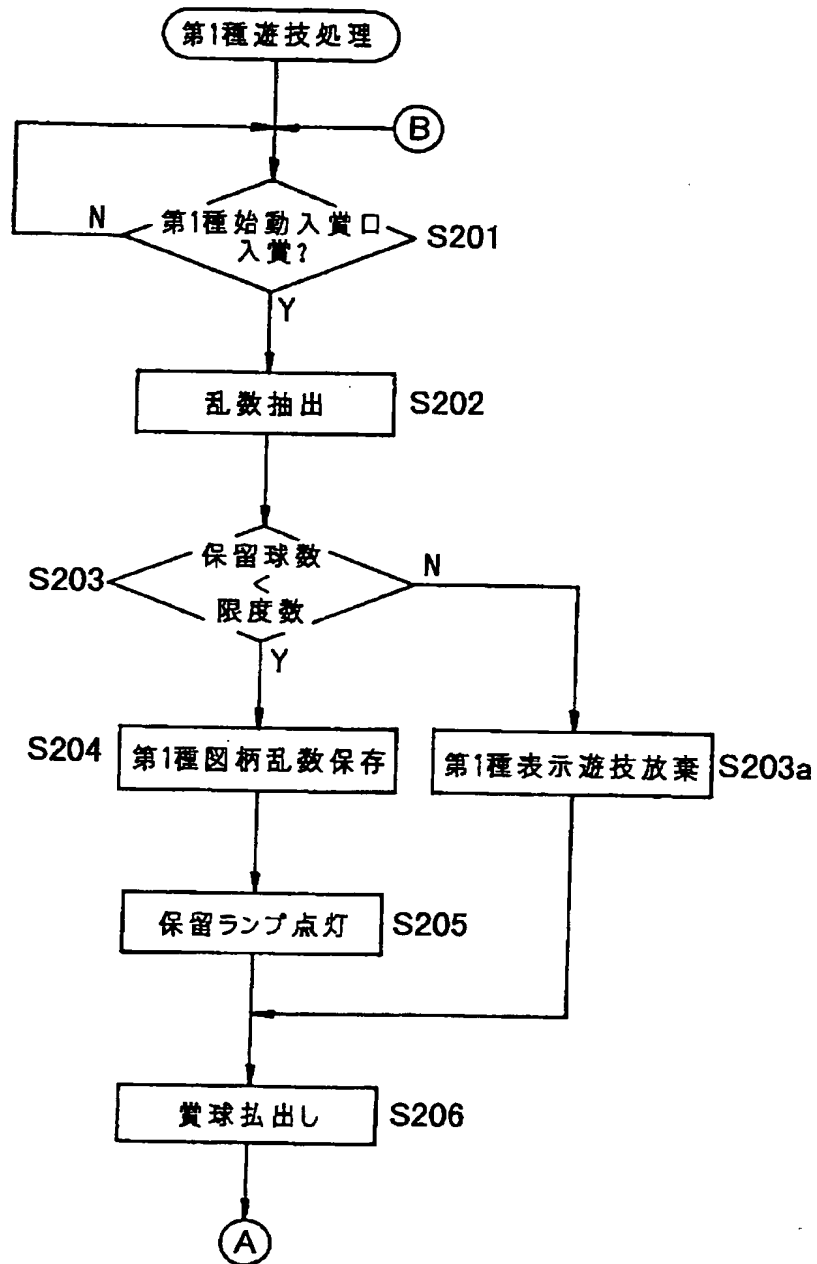 第1種遊技処理
B
第1種始動入賞口
入賞?
S201
N
Y
乱数抽出
S202
保留球数
<
限度数
S203
N
Y
第1種図柄乱数保存
S204
第1種表示遊技放棄
S203a
保留ランプ点灯
S205
賞球払出し
S206
A